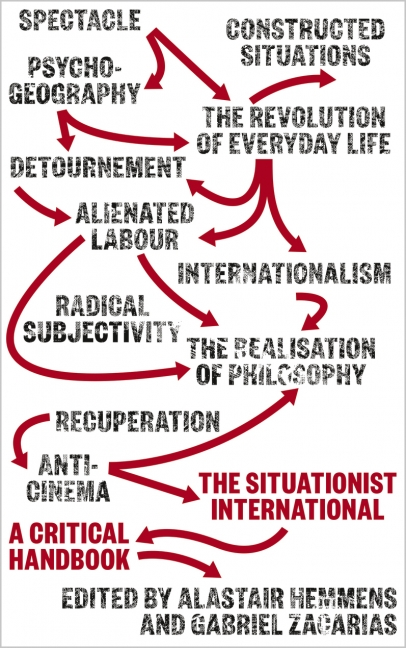 SPECTACLE
CONSTRUCTED
SITUATIONS
PSYCHO-
GEOGRAPHY
THE REVOLUTION
OF EVERYDAY LIFE
DETOURNEMENT
ALIENATED
LABOUR
INTERNATIONALISM
RADICAL
SUBJECTIVITY
THE REALISATION
OF PHILOSOPHY
RECUPERATION
ANTI-
CINEMA
THE SITUATIONIST
INTERNATIONAL
A CRITICAL
HANDBOOK
EDITED BY ALASTAIR HEMMENS
AND GABRIEL ZACARIAS